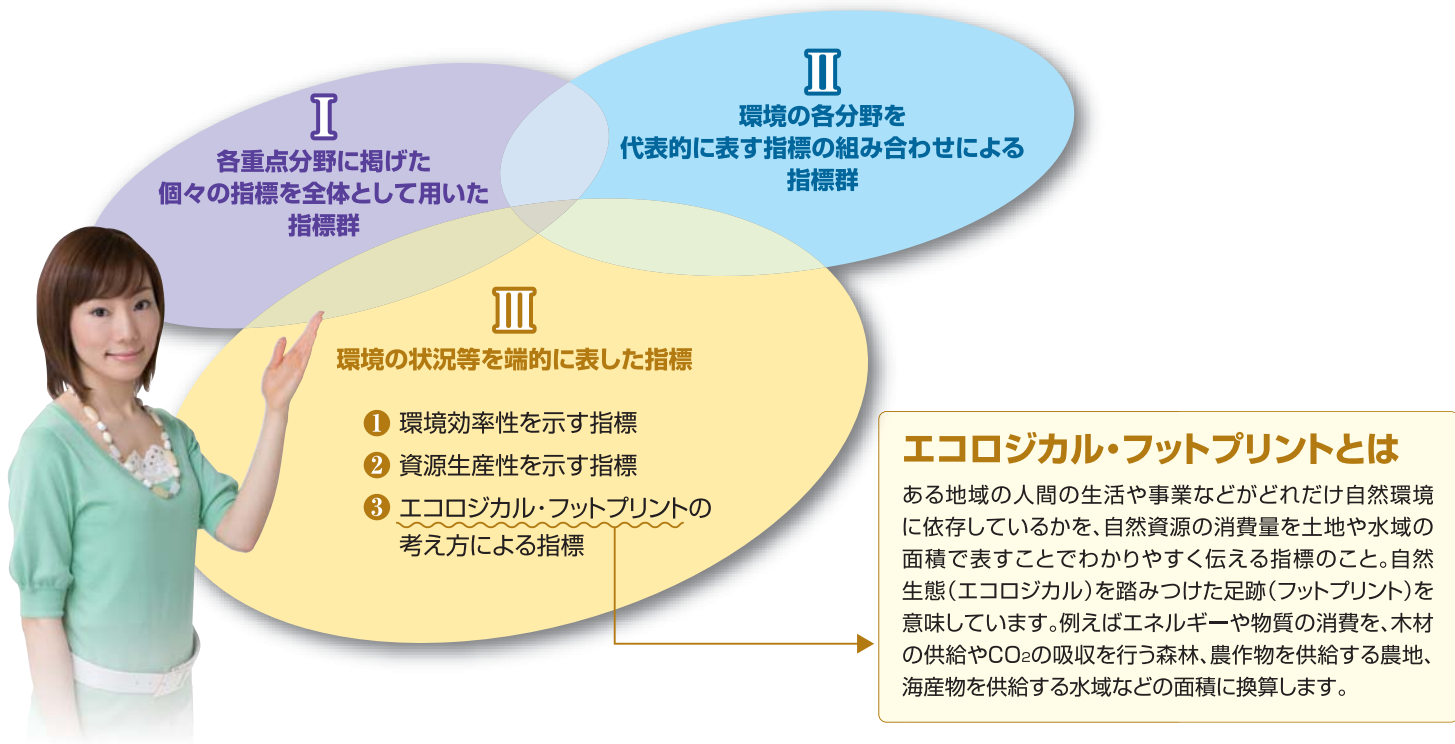 Ⅰ
各重点分野に掲げた
個々の指標を全体として用いた
指標群
Ⅱ
環境の各分野を
代表的に表す指標の組み合わせによる
指標群
Ⅲ
環境の状況等を端的に表した指標
❶ 環境効率性を示す指標
❷ 資源生産性を示す指標
❸ エコロジカル・フットプリントの
考え方による指標
エコロジカル・フットプリントとは
ある地域の人間の生活や事業などがどれだけ自然環境
に依存しているかを、自然資源の消費量を土地や水域の
面積で表すことでわかりやすく伝える指標のこと。自然
生態(エコロジカル)を踏みつけた足跡(フットプリント)を
意味しています。例えばエネルギーや物質の消費を、木材
の供給やCO₂の吸収を行う森林、農作物を供給する農地、
海産物を供給する水域などの面積に換算します。